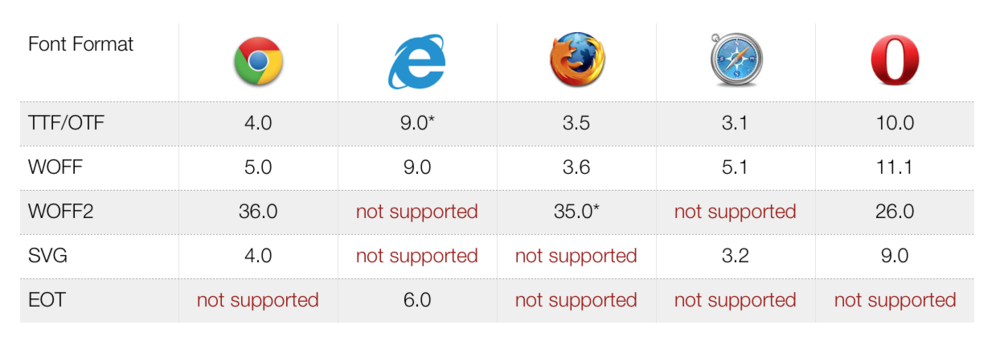 Font Format
TTF/OTF 4.0 9.0* 3.5 3.1 10.0
WOFF 5.0 9.0 3.6 5.1 11.1
WOFF2 36.0 not supported 35.0* not supported 26.0
SVG 4.0 not supported not supported 3.2 9.0
EOT not supported 6.0 not supported not supported not supported